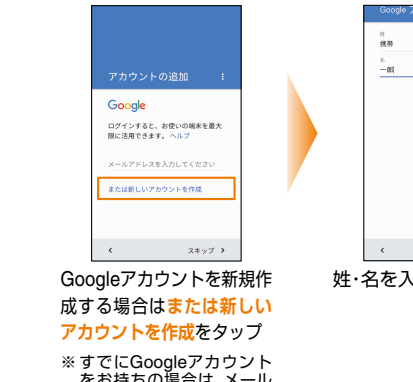 アカウントの追加
Google
ログインすると、お使いの端末を最大
限に活用できます。ヘルプ
メールアドレスを入力してください
または新しいアカウントを作成
スキップ
Googleアカウントを新規作
成する場合は または新しい
アカウントを作成をタップ
※ すでにGoogleアカウント
をお持ちの場合は、メール
Google
姓
携帯
名
一朗
姓・名を入